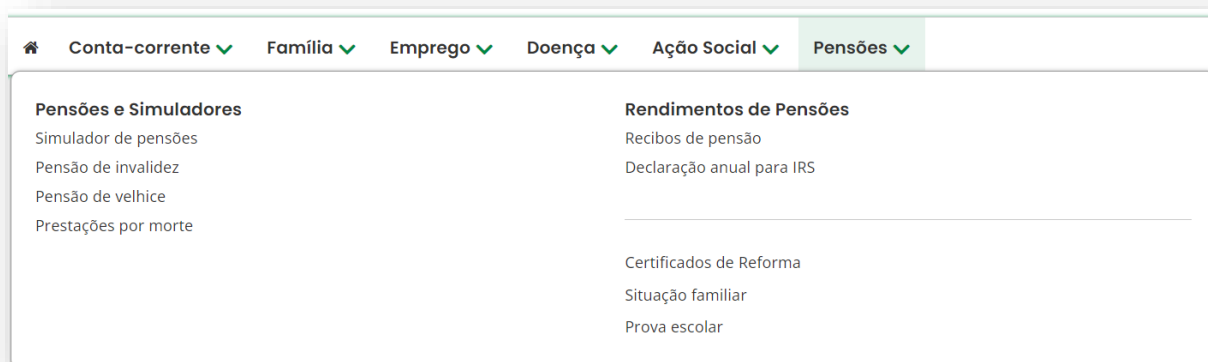 Conta-corrente Família Emprego Doença Ação Social Pensões
Pensões e Simuladores
Simulador de pensões
Pensão de invalidez
Pensão de velhice
Prestações por morte
Rendimentos de Pensões
Recibos de pensão
Declaração anual para IRS
Certificados de Reforma
Situação familiar
Prova escolar